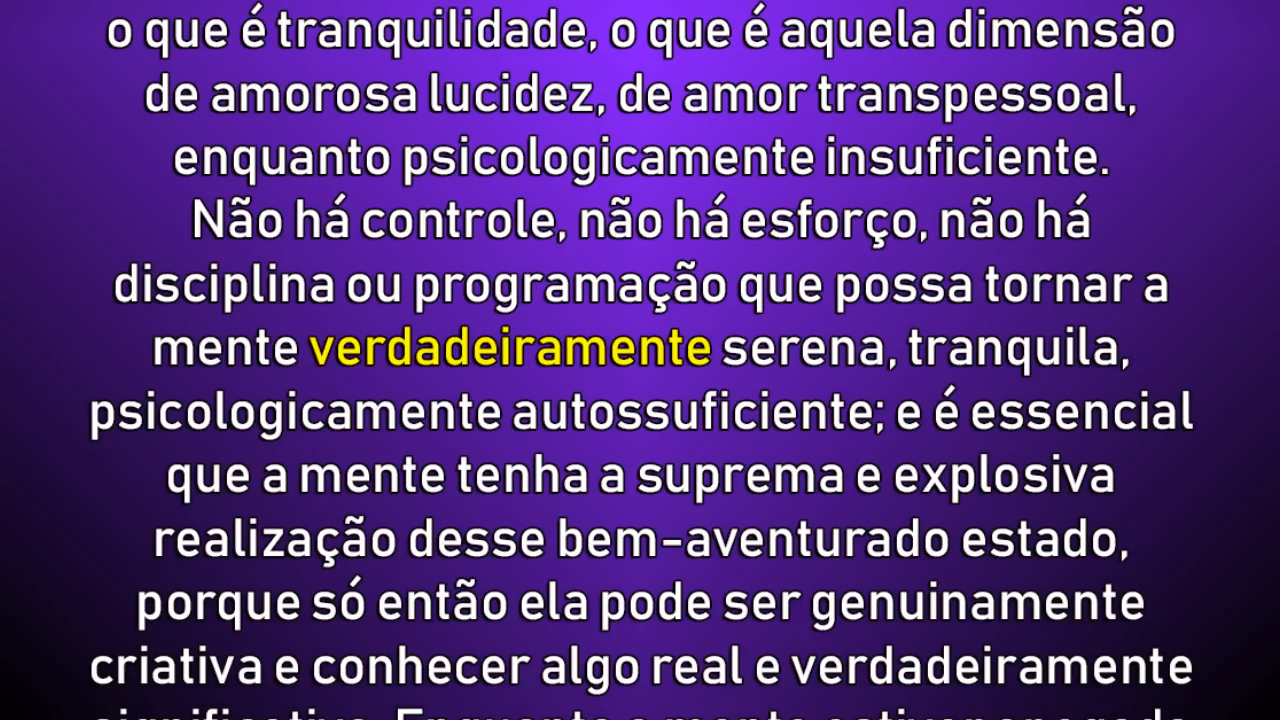 o que é tranquilidade, o que é aquela dimensão
de amorosa lucidez, de amor transpessoal,
enquanto psicologicamente insuficiente.
Não há controle, não há esforço, não há
disciplina ou programação que possa tornar a
mente verdadeiramente serena, tranquila,
psicologicamente autossuficiente; e é essencial
que a mente tenha a suprema e explosiva
realização desse bem-aventurado estado,
porque só então ela pode ser genuinamente
criativa e conhecer algo real e verdadeiramente